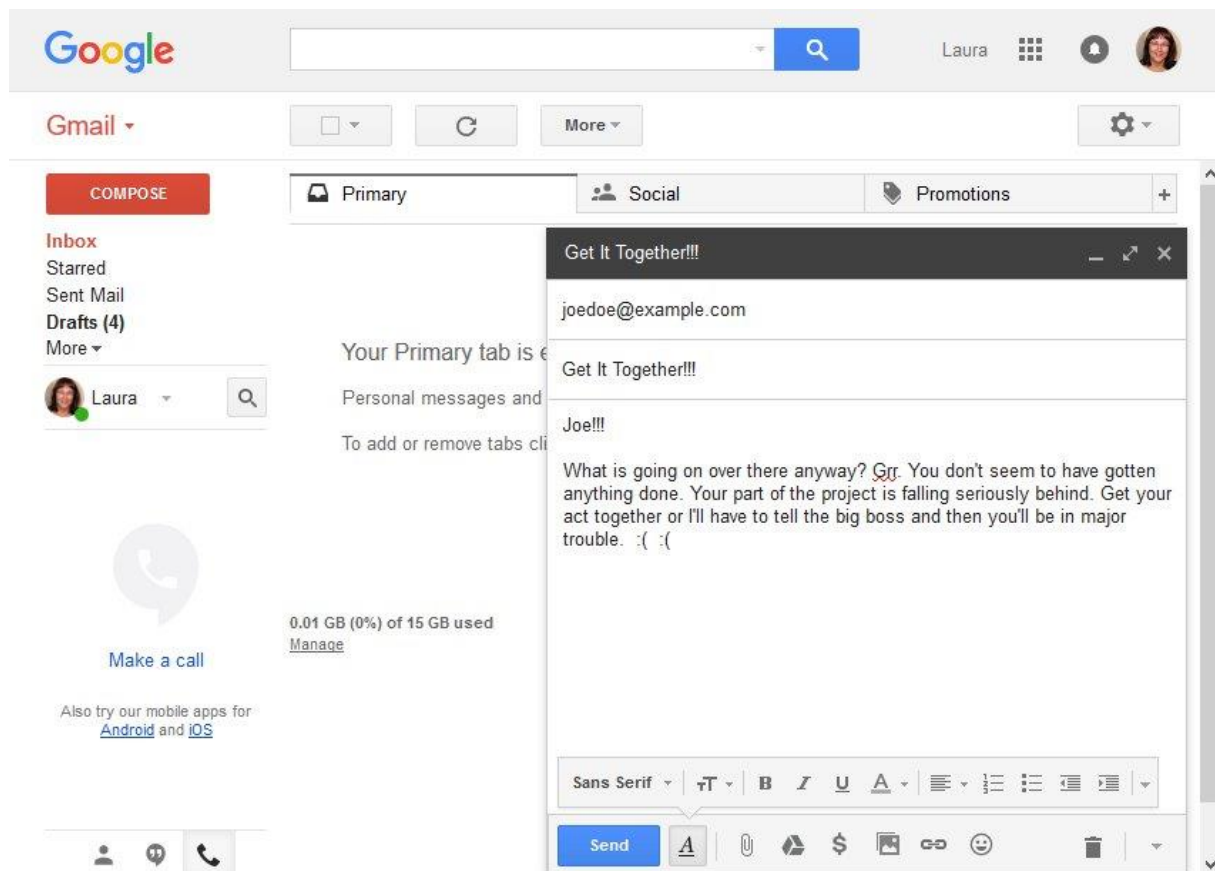 Google
Laura
Gmail
More
COMPOSE
Primary
Social
Promotions
+
Inbox
Starred
Sent Mail
Drafts (4)
More
Laura
Your Primary tab is
Personal messages and
To add or remove tabs cli
0.01 GB (0%) of 15 GB used
Manage
Make a call
Also try our mobile apps for
Android and iOS
Get It Together!!!
joedoe@example.com
Get It Together!!!
Joe!!!
What is going on over there anyway? Grr. You don't seem to have gotten
anything done. Your part of the project is falling seriously behind. Get your
act together or I'll have to tell the big boss and then you'll be in major
trouble.  :(  :(
Sans Serif
Send